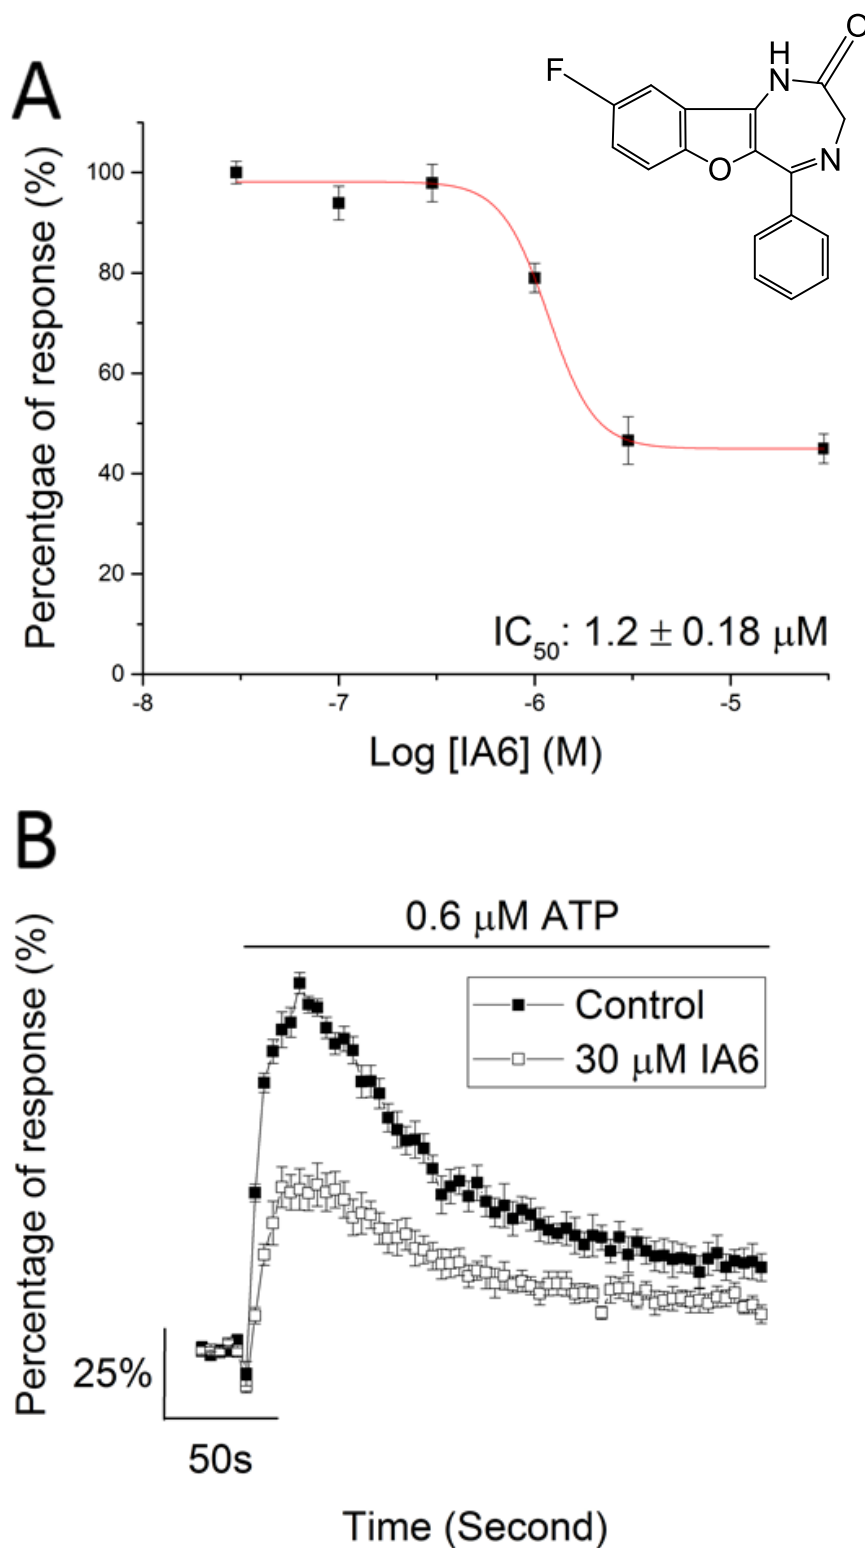 A
H
N
O
F
N
O
Percentgae of response (%)
100
80
60
40
20
0
IC50: 1.2 ± 0.18 μM
-8 -7 -6 -5
Log [IA6] (M)
B
0.6 μM ATP
Percentage of response (%)
Control
30 μM IA6
25%
50s
Time (Second)